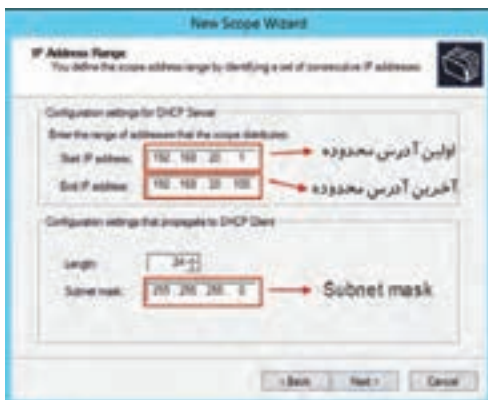 New Scope Wizard
IP Address Range
You define the scope address range by identifying a set of consecutive IP addresses.
Configuration settings for DHCP Server
Enter the range of addresses that the scope distributes.
Start IP address: 192 . 168 . 20 . 1
اولین آدرس محدوده
End IP address: 192 . 168 . 20 . 100
آخرین آدرس محدوده
Configuration settings that propagate to DHCP Client
Length: 24
Subnet mask: 255 . 255 . 255 . 0
Subnet mask
< Back
Next >
Cancel